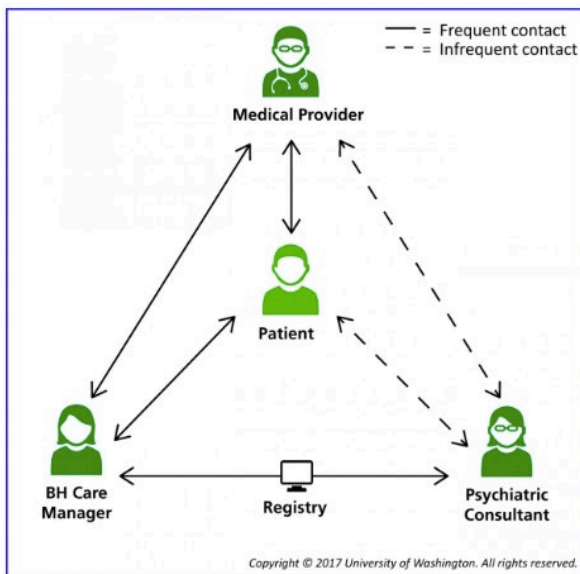 = Frequent contact
= Infrequent contact
Medical Provider
Patient
BH Care
Manager
Registry
Psychiatric
Consultant
Copyright © 2017 University of Washington. All rights reserved.